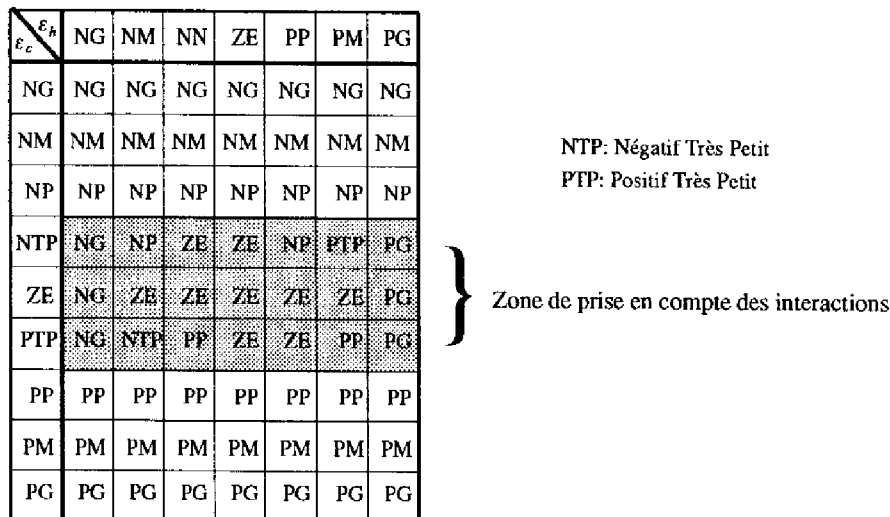 εc εh NG NM NN ZE PP PM PG
NG NG NG NG NG NG NG NG
NM NM NM NM NM NM NM NM
NP NP NP NP NP NP NP NP
NTP NG NP ZE ZE NP PTP PG
ZE NG ZE ZE ZE ZE ZE PG
PTP NG NTP PP ZE ZE PP PG
PP PP PP PP PP PP PP PP
PM PM PM PM PM PM PM PM
PG PG PG PG PG PG PG PG
NTP: Négatif Très Petit
PTP: Positif Très Petit
Zone de prise en compte des interactions